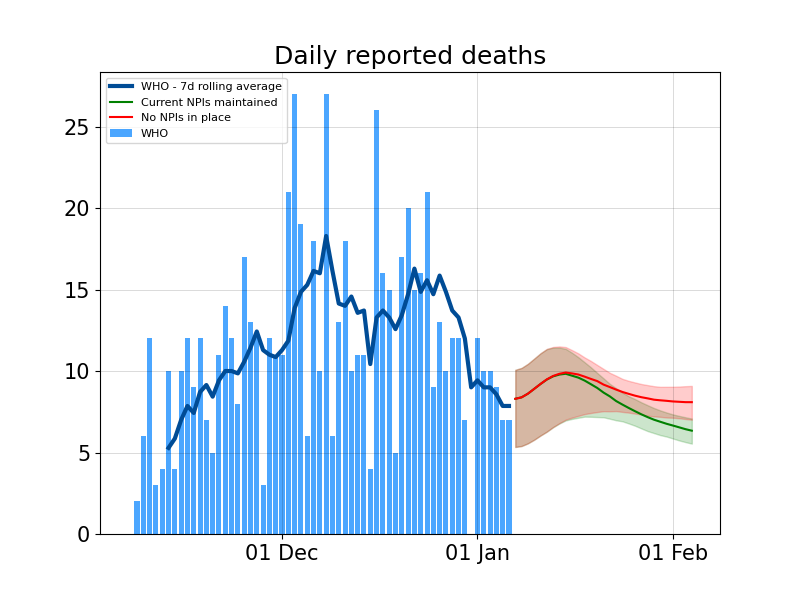 Daily reported deaths
WHO - 7d rolling average
Current NPIs maintained
No NPIs in place
WHO
25
20
15
10
5
0
01 Dec
01 Jan
01 Feb